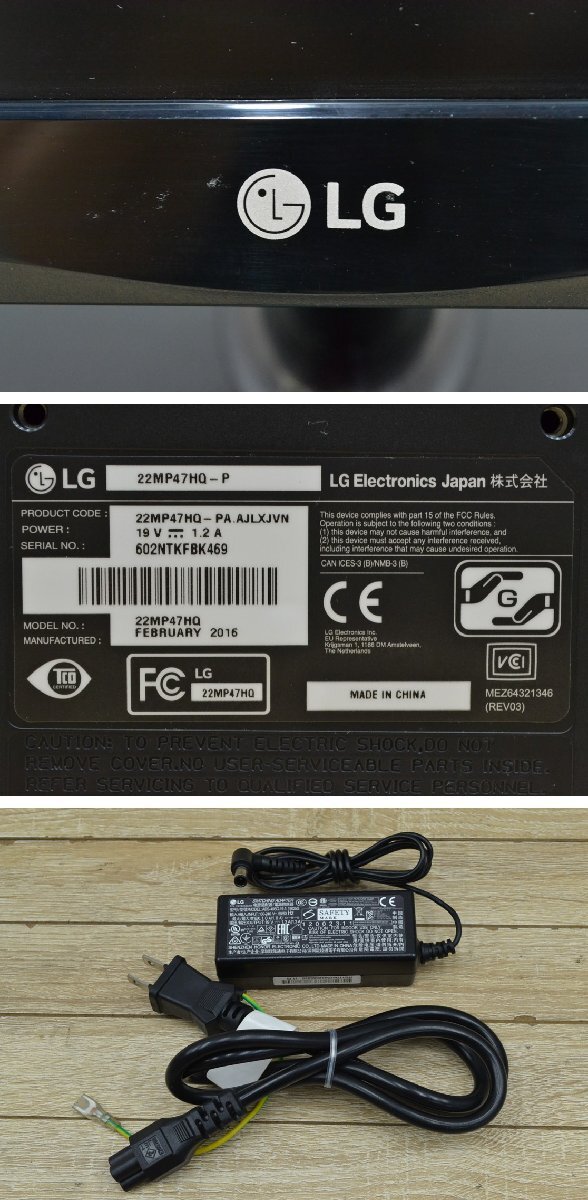 LG
LG
22MP47HQ-P
LG Electronics Japan 株式会社
PRODUCT CODE :
22MP47HQ-PA.AJLXJVN
POWER :
19 V 1.2 A
SERIAL NO. :
602NTKFBK469
This device complies with part 15 of the FCC Rules.
Operation is subject to the following two conditions :
(1) this device may not cause harmful interference, and
(2) this device must accept any interference received,
including interference that may cause undesired operation.
CAN ICES-3 (B)/NMB-3 (B)
CE
G
MODEL NO. :
22MP47HQ
MANUFACTURED :
FEBRUARY 2016
LG Electronics Inc.
EU Representative
Krijgsman 1, 1186 DM Amstelveen,
The Netherlands
TCO
CERTIFIED
FC
LG
22MP47HQ
MADE IN CHINA
VCI
MEZ64321346
(REV03)
CAUTION: TO PREVENT ELECTRIC SHOCK,DO NOT
REMOVE COVER.NO USER-SERVICEABLE PARTS INSIDE.
REFER SERVICING TO QUALIFIED SERVICE PERSONNEL.
LG
SWITCHING ADAPTER
SAFETY
MARK
CE